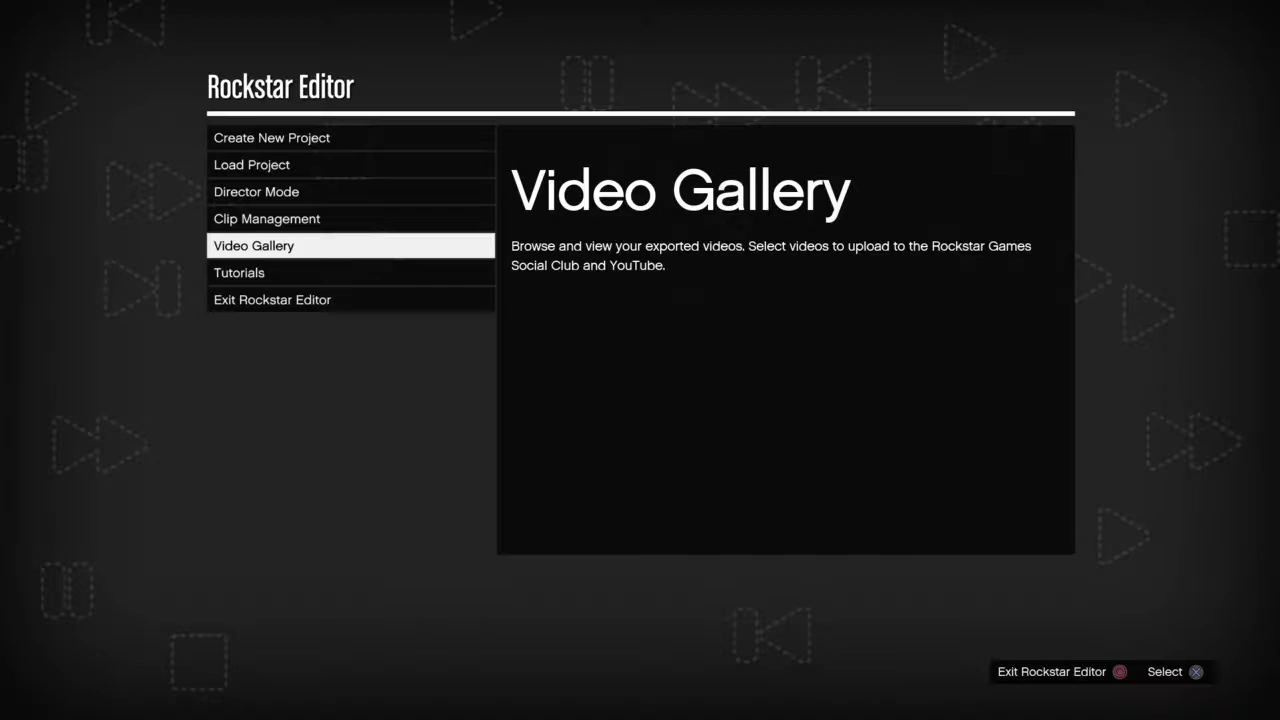 Rockstar Editor
Create New Project
Load Project
Director Mode
Clip Management
Video Gallery
Tutorials
Exit Rockstar Editor
Video Gallery
Browse and view your exported videos. Select videos to upload to the Rockstar Games
Social Club and YouTube.
Exit Rockstar Editor
Select